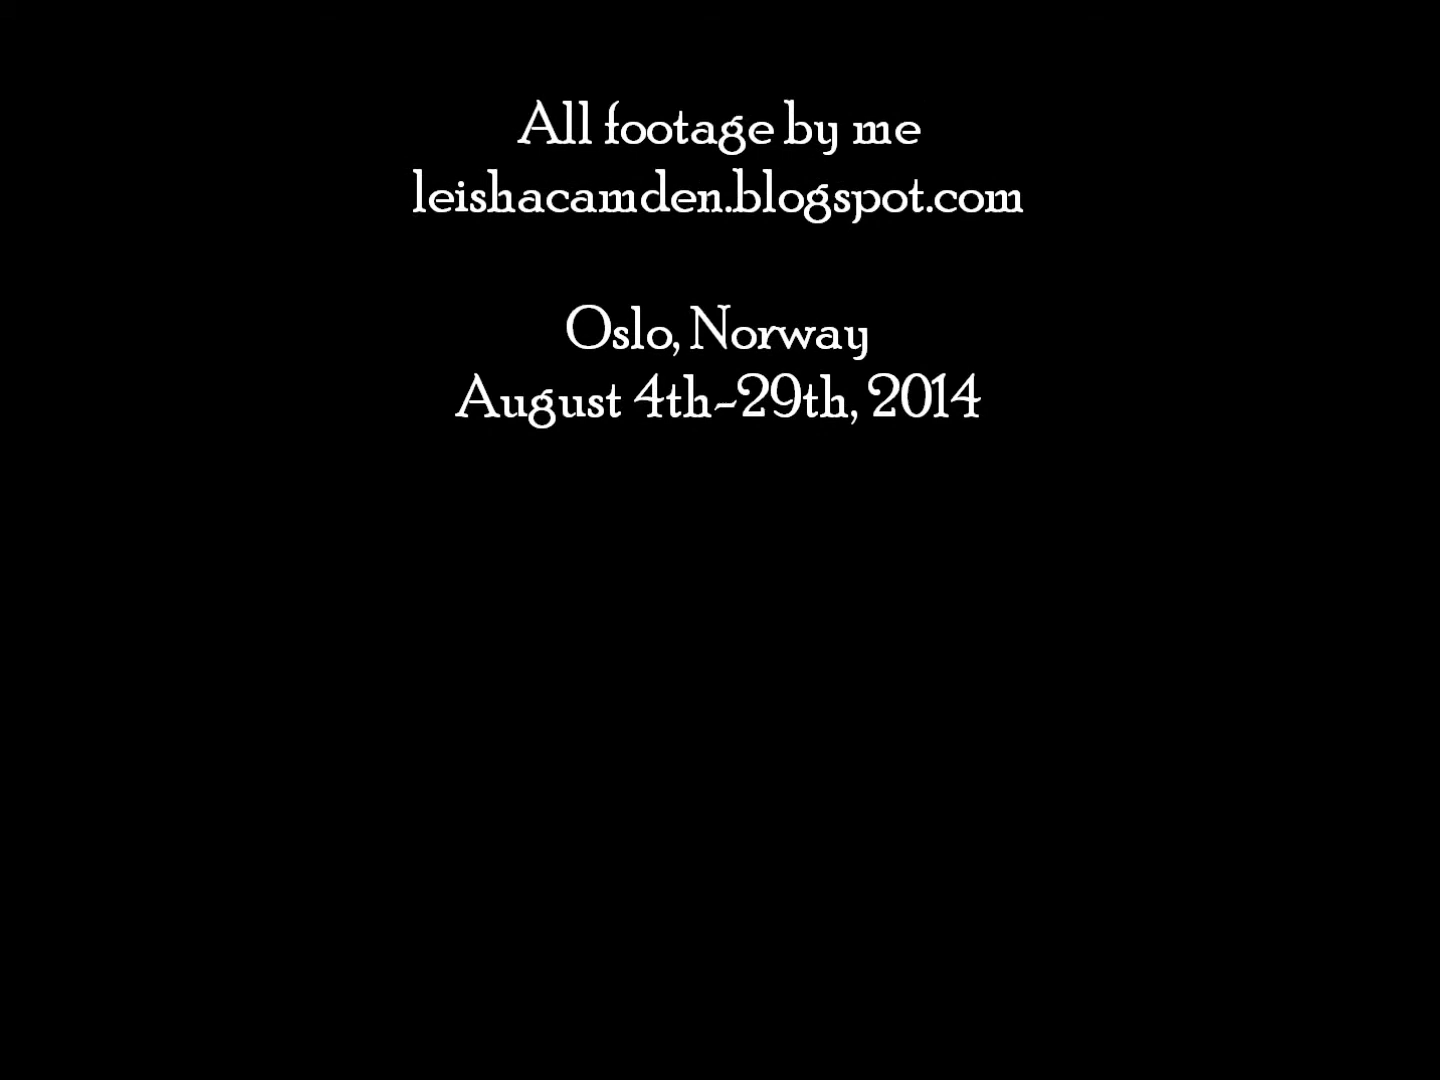 All footage by me
leishacamden.blogspot.com
Oslo, Norway
August 4th-29th, 2014